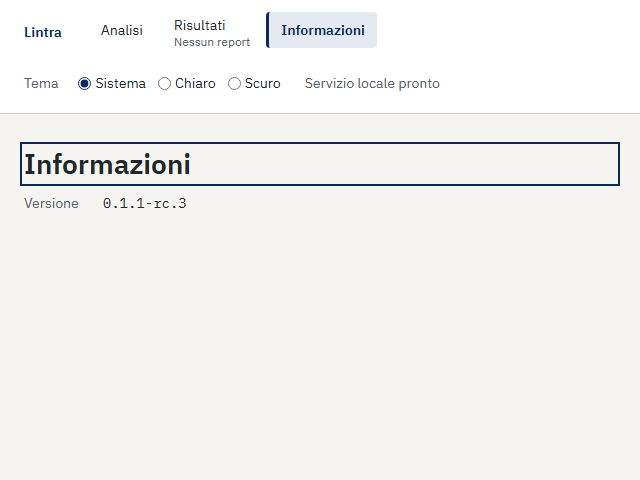 Lintra
Analisi
Risultati
Nessun report
Informazioni
Tema
Sistema
Chiaro
Scuro
Servizio locale pronto
Informazioni
Versione 0.1.1-rc.3